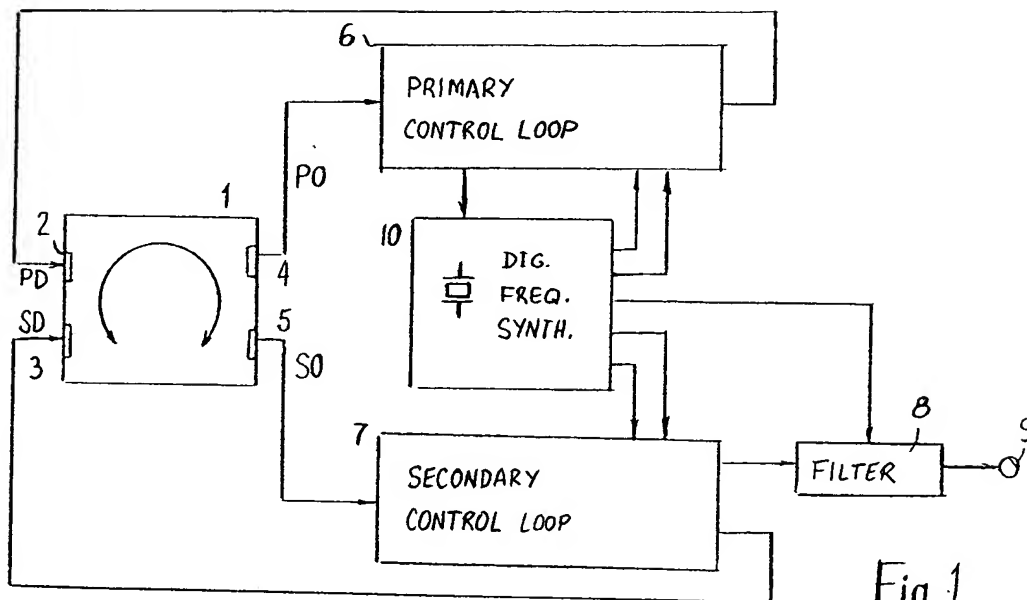 6
PRIMARY
CONTROL LOOP
PO
1
2
PD
4
10
DIG.
FREQ.
SYNTH.
SD
3
5
SO
7
SECONDARY
CONTROL LOOP
8
FILTER
9
Fig. 1